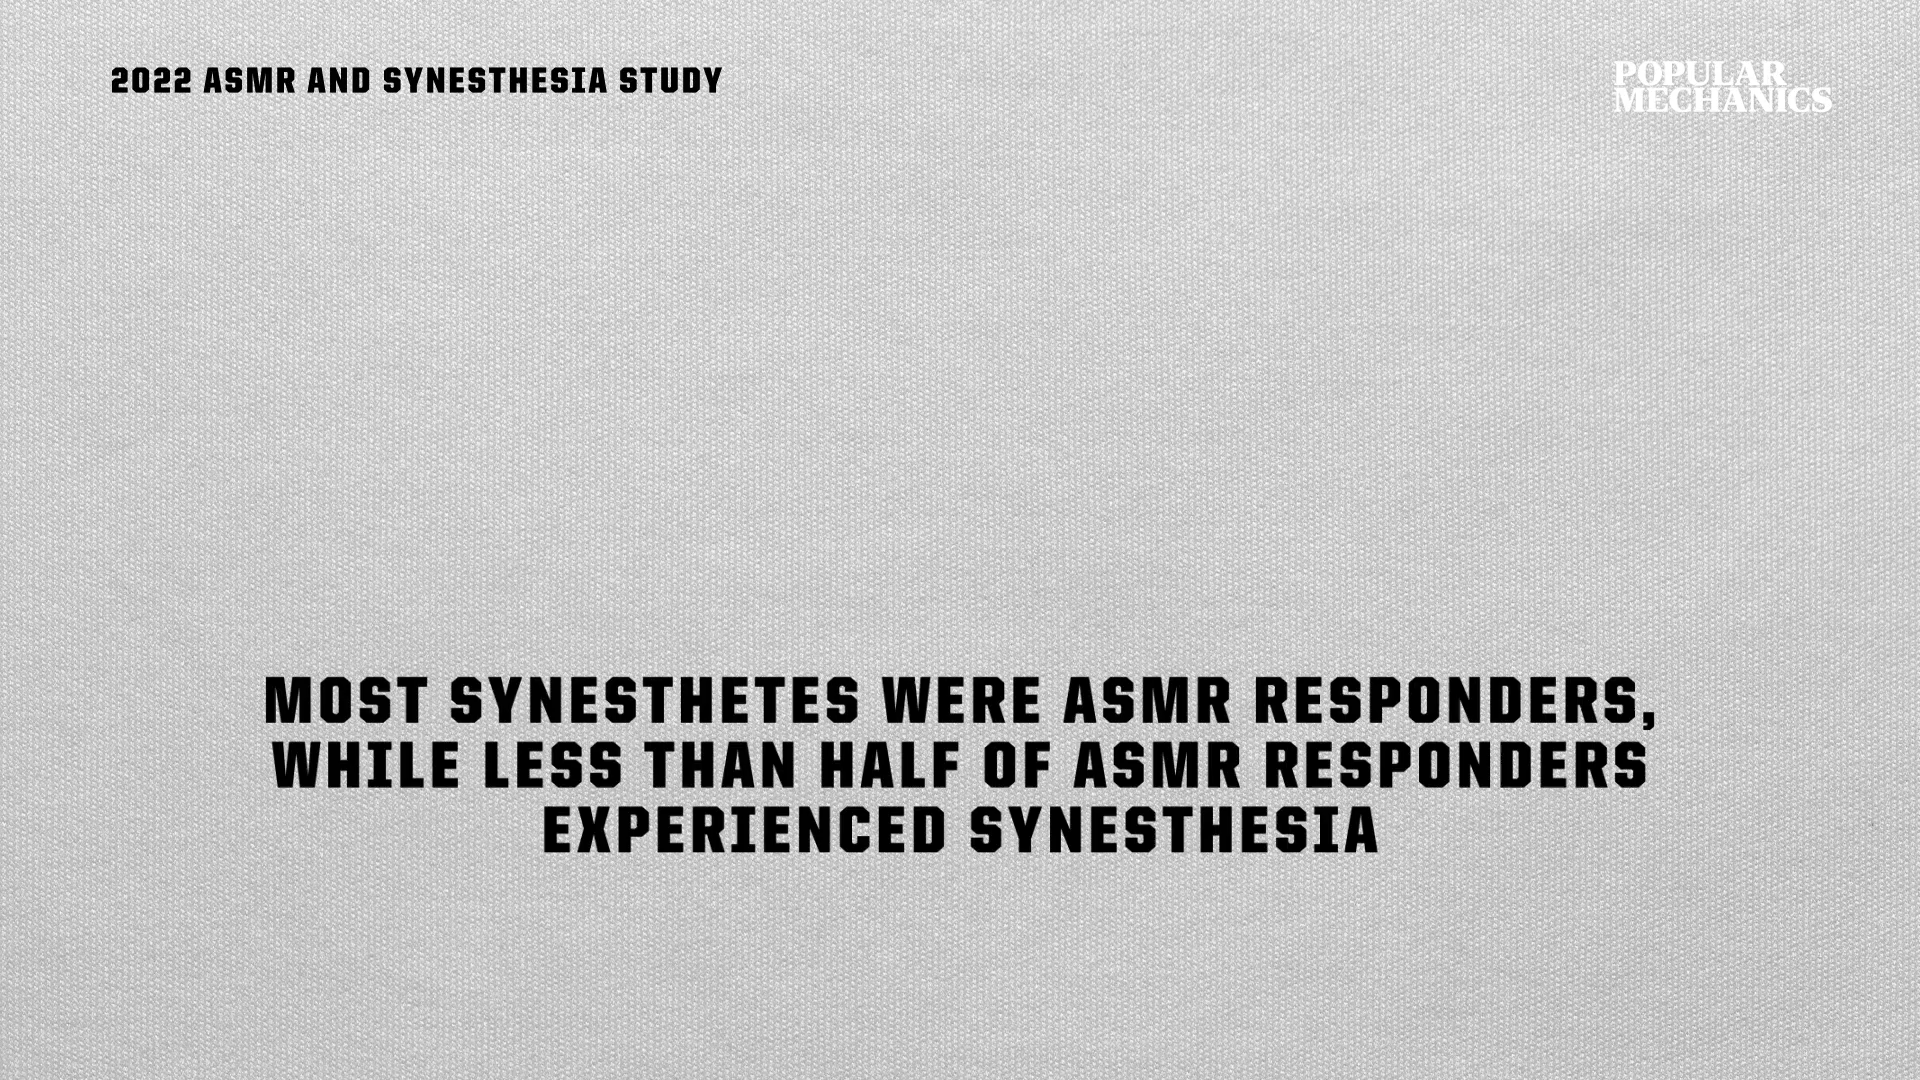 2022 ASMR AND SYNESTHESIA STUDY
POPULAR
MECHANICS
MOST SYNESTHETES WERE ASMR RESPONDERS,
WHILE LESS THAN HALF OF ASMR RESPONDERS
EXPERIENCED SYNESTHESIA